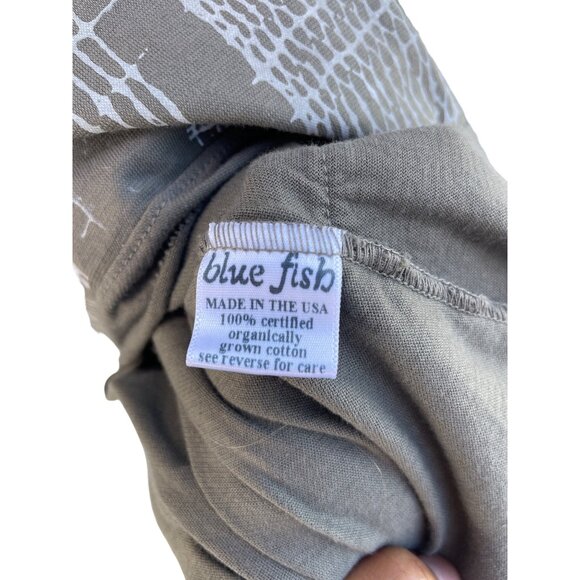 blue fish
MADE IN THE USA
100% certified
organically
grown cotton
see reverse for care